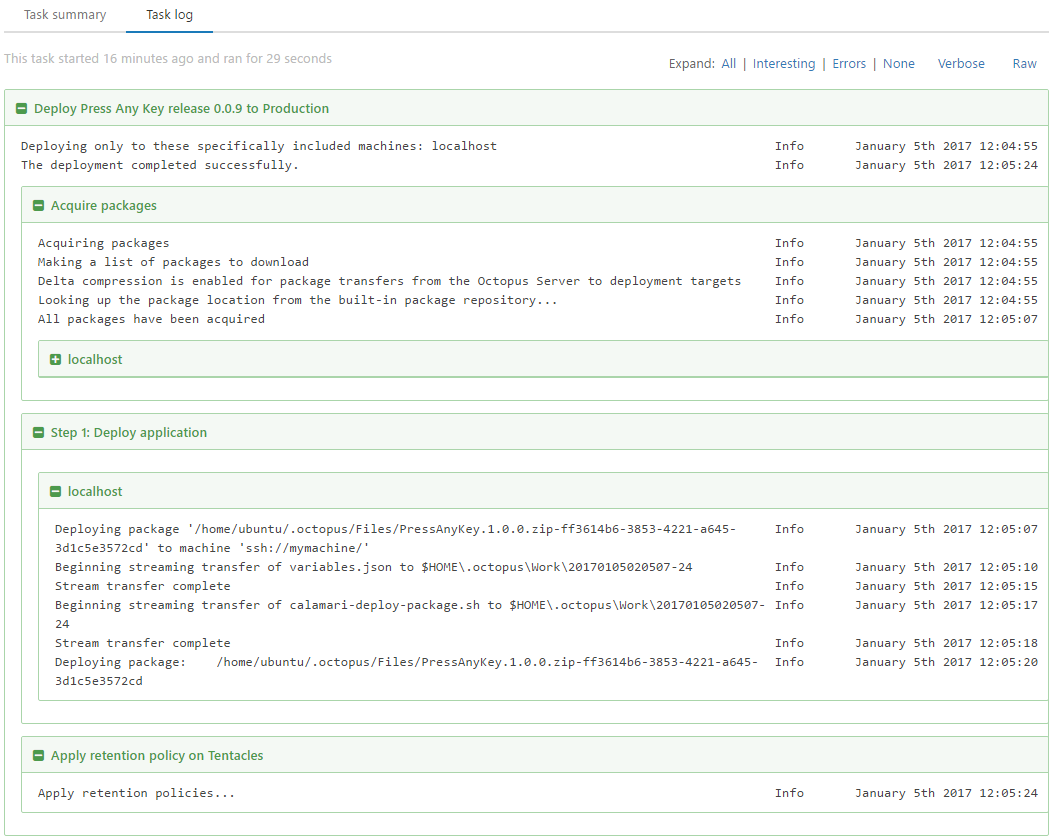 Task summary Task log
This task started 16 minutes ago and ran for 29 seconds
Expand: All | Interesting | Errors | None Verbose Raw
Deploy Press Any Key release 0.0.9 to Production
Deploying only to these specifically included machines: localhost Info January 5th 2017 12:04:55
The deployment completed successfully. Info January 5th 2017 12:05:24
Acquire packages
Acquiring packages Info January 5th 2017 12:04:55
Making a list of packages to download Info January 5th 2017 12:04:55
Delta compression is enabled for package transfers from the Octopus Server to deployment targets Info January 5th 2017 12:04:55
Looking up the package location from the built-in package repository... Info January 5th 2017 12:04:55
All packages have been acquired Info January 5th 2017 12:05:07
localhost
Step 1: Deploy application
localhost
Deploying package '/home/ubuntu/.octopus/Files/PressAnyKey.1.0.0.zip-ff3614b6-3853-4221-a645- Info January 5th 2017 12:05:07
3d1c5e3572cd' to machine 'ssh://mymachine/'
Beginning streaming transfer of variables.json to $HOME\.octopus\Work\20170105020507-24 Info January 5th 2017 12:05:10
Stream transfer complete Info January 5th 2017 12:05:15
Beginning streaming transfer of calamari-deploy-package.sh to $HOME\.octopus\Work\20170105020507- Info January 5th 2017 12:05:17
24
Stream transfer complete Info January 5th 2017 12:05:18
Deploying package: /home/ubuntu/.octopus/Files/PressAnyKey.1.0.0.zip-ff3614b6-3853-4221-a645- Info January 5th 2017 12:05:20
3d1c5e3572cd
Apply retention policy on Tentacles
Apply retention policies... Info January 5th 2017 12:05:24